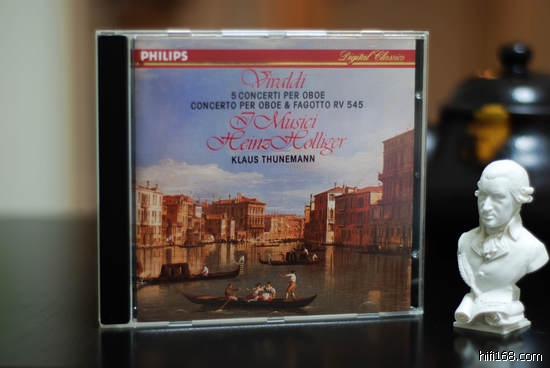 PHILIPS
Digital Classics
Vivaldi
5 CONCERTI PER OBOE
CONCERTO PER OBOE & FAGOTTO RV 545
I Musici
Heinz Holliger
KLAUS THUNEMANN
hifi168.com